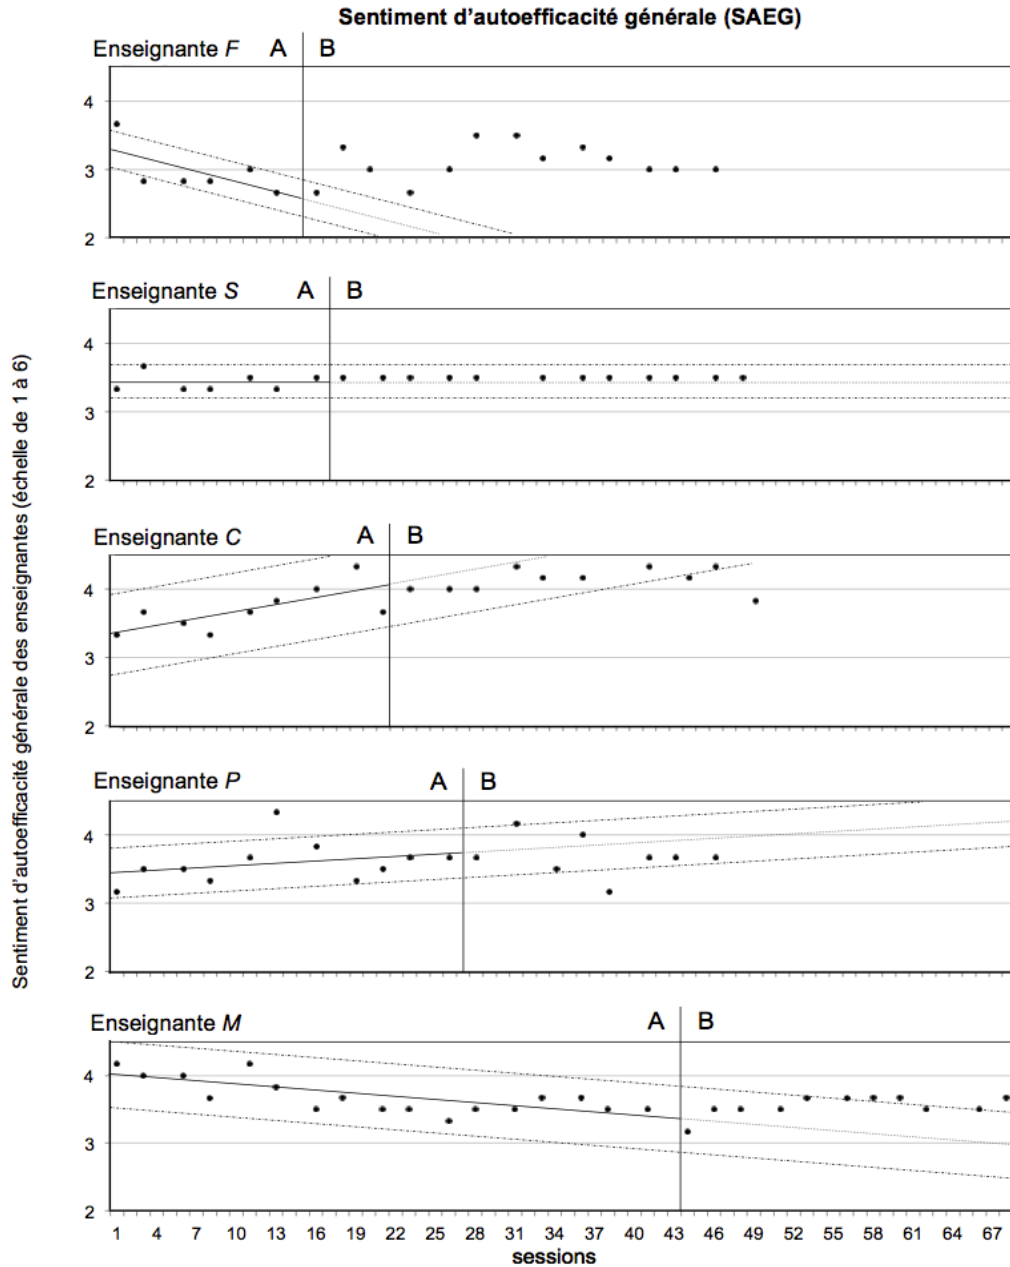 Sentiment d'autoefficacité générale (SAEG)
Enseignante F A B
4
3
2
Enseignante S A B
4
3
2
Enseignante C A B
4
3
2
Enseignante P A B
4
3
2
Enseignante M A B
4
3
2
Sentiment d'autoefficacité générale des enseignantes (échelle de 1 à 6)
1 4 7 10 13 16 19 22 25 28 31 34 37 40 43 46 49 52 55 58 61 64 67
sessions